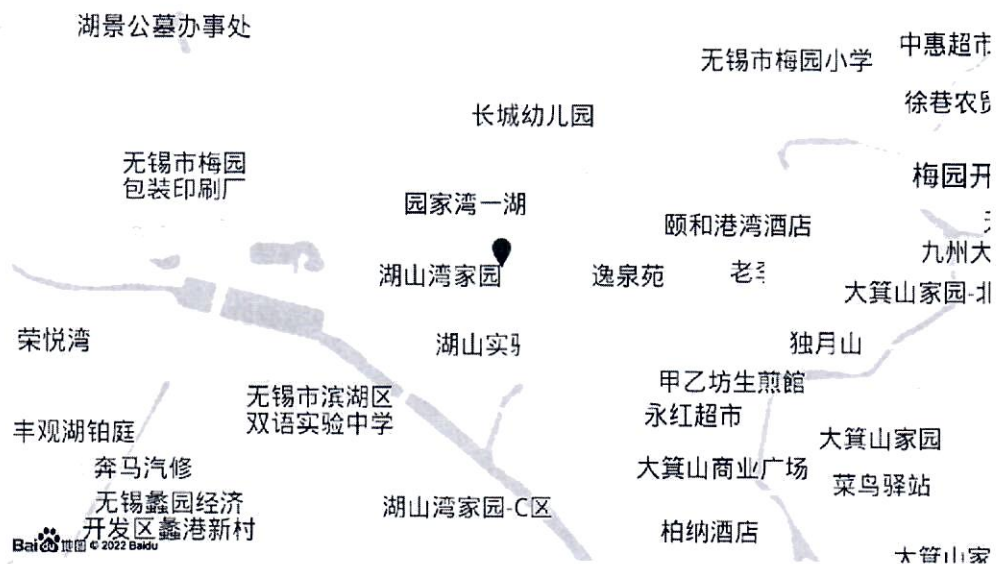 湖景公墓办事处
中惠超市
无锡市梅园小学
徐巷农贸
长城幼儿园
无锡市梅园
包装印刷厂
梅园开
园家湾一湖
颐和港湾酒店
九州大
湖山湾家园
逸泉苑
老
大箕山家园-北
荣悦湾
湖山实验
独月山
甲乙坊生煎館
无锡市滨湖区
双语实验中学
永红超市
丰观湖铂庭
大箕山家园
奔马汽修
大箕山商业广场
菜鸟驿站
无锡蠡园经济
开发区蠡港新村
湖山湾家园-C区
柏纳酒店
Bai du 地图 © 2022 Baidu
大箕山家